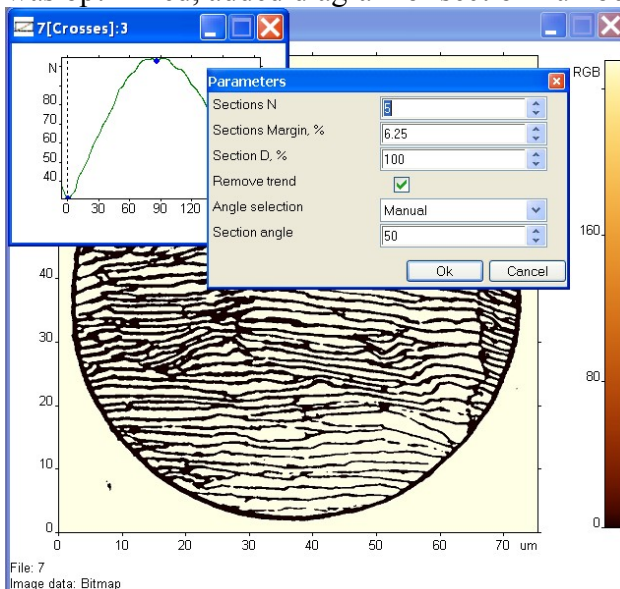 7[Crosses]:3
N
80
70
60
50
40
0 30 60 90 120
Parameters
Sections N 5
Sections Margin, % 6.25
Section D, % 100
Remove trend
Angle selection Manual
Section angle 50
Ok Cancel
RGB
160
80
0
40
30
20
10
0
0 10 20 30 40 50 60 70 um
File: 7
Image data: Bitmap